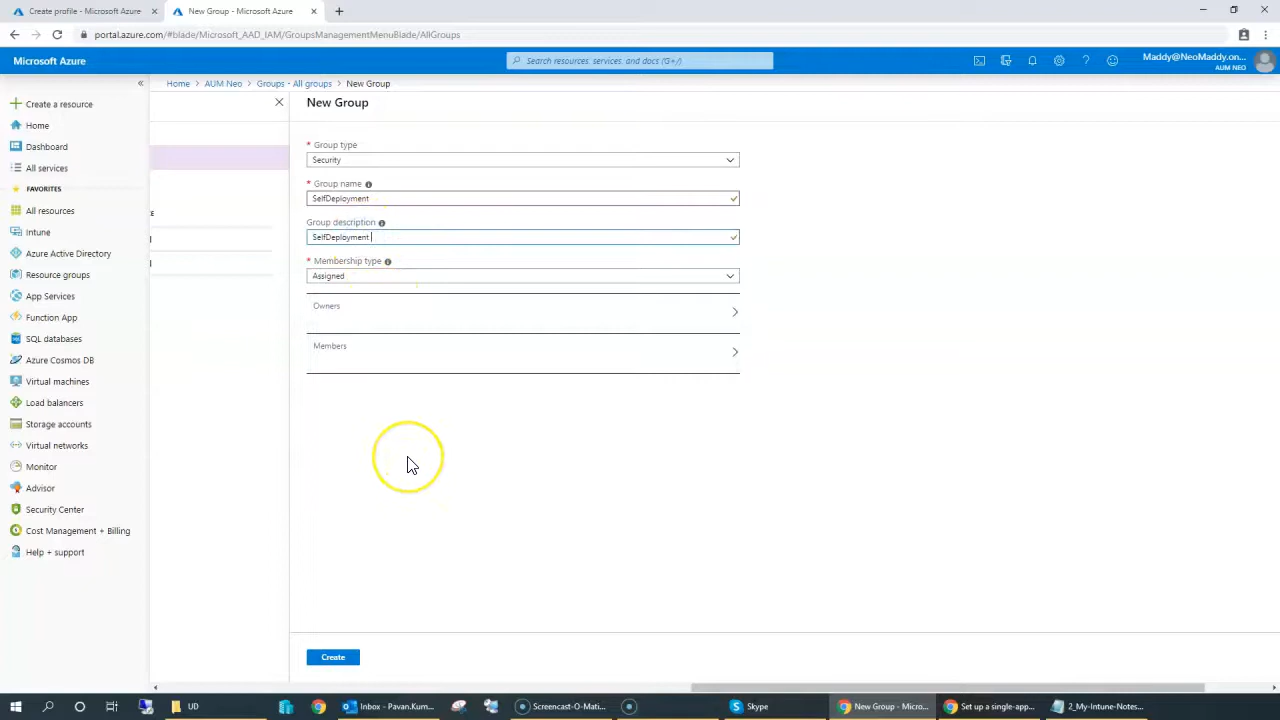 Create profile - Microsoft Azure
New Group - Microsoft Azure
portal.azure.com/#blade/Microsoft_AAD_IAM/GroupsManagementMenuBlade/AllGroups
Microsoft Azure
Search resources, services, and docs (G+/)
Maddy@NeoMaddy.on...
AUM NEO
Home > AUM Neo > Groups - All groups > New Group
New Group
Create a resource
Home
Dashboard
All services
FAVORITES
All resources
Intune
Azure Active Directory
Resource groups
App Services
Function App
SQL databases
Azure Cosmos DB
Virtual machines
Load balancers
Storage accounts
Virtual networks
Monitor
Advisor
Security Center
Cost Management + Billing
Help + support
* Group type
Security
* Group name
SelfDeployment
Group description
SelfDeployment
* Membership type
Assigned
Owners
Members
Create
UD
Inbox - Pavan.Kum...
Screencast-O-Mati...
Skype
New Group - Micro...
Set up a single-app...
2_My-Intune-Notes...